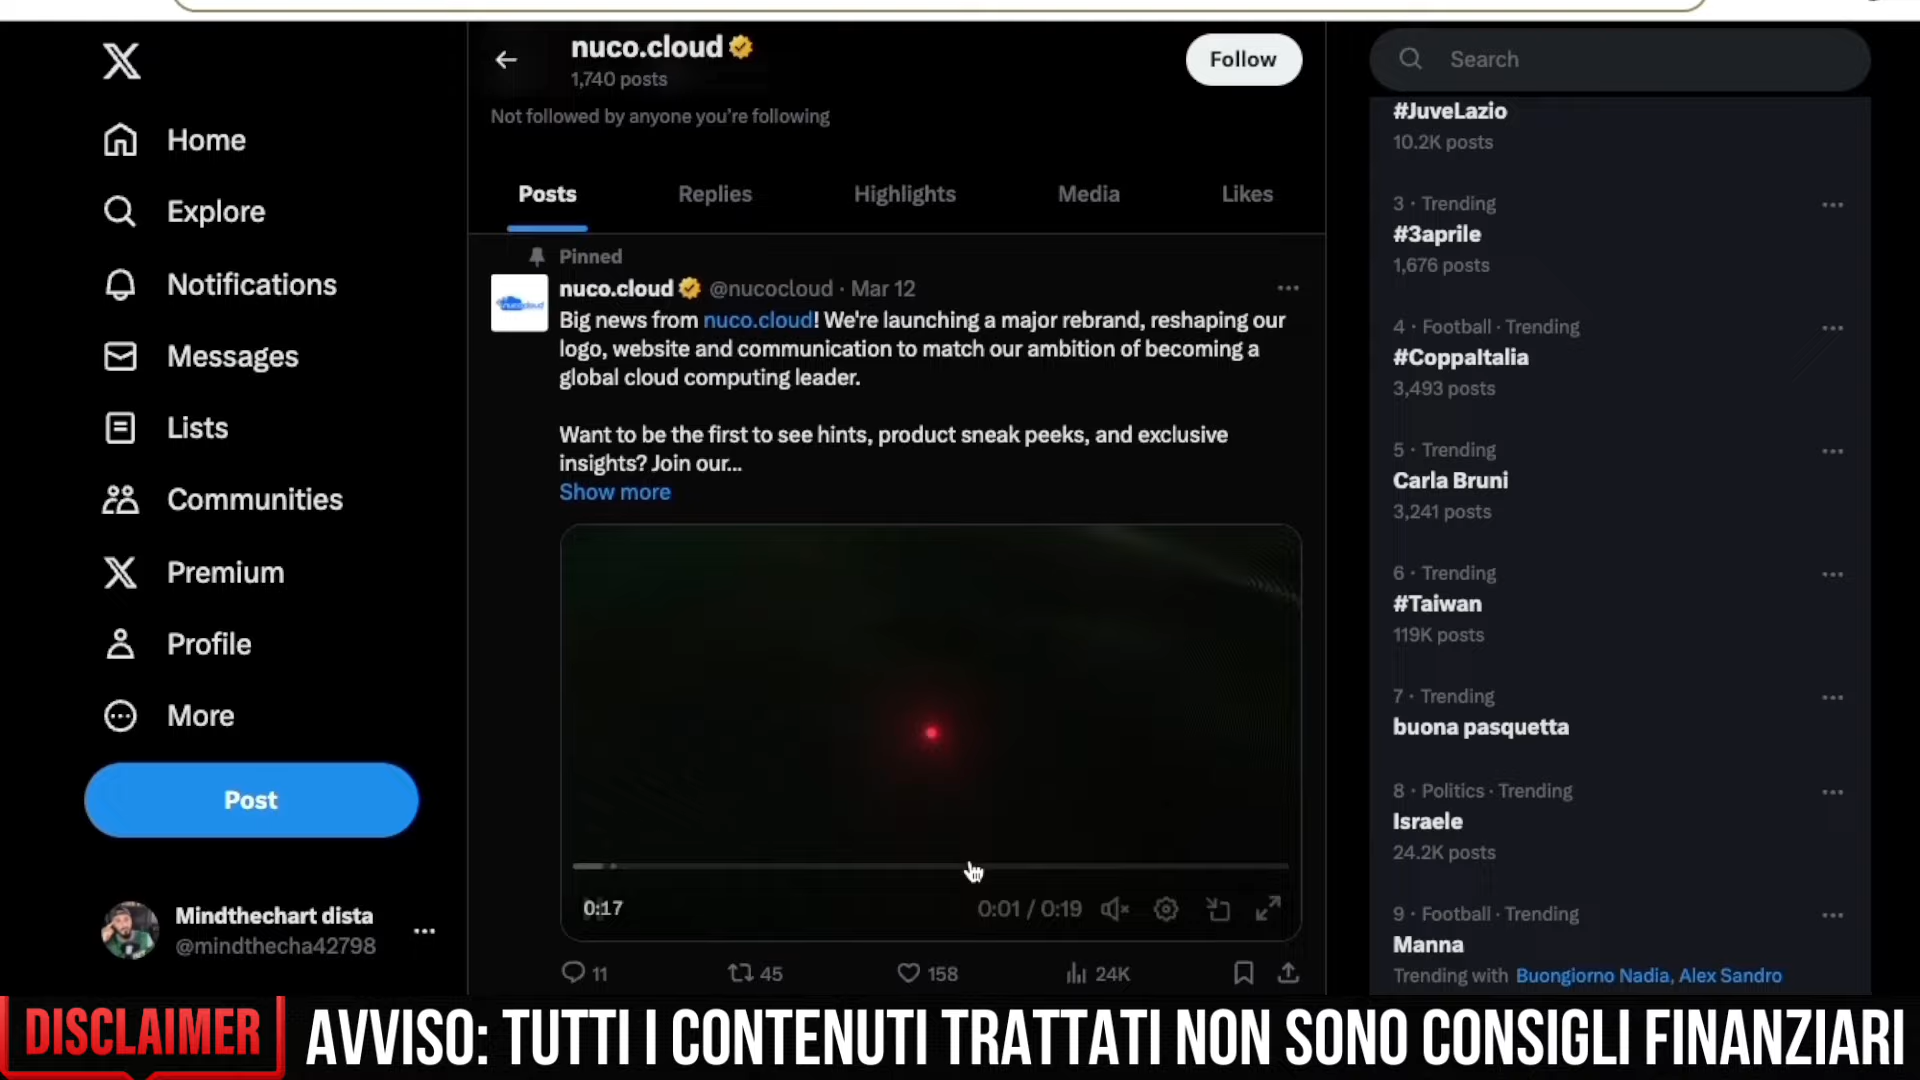 nuco.cloud
1,740 posts
Follow
Not followed by anyone you're following
Posts
Replies
Highlights
Media
Likes
Home
Explore
Notifications
Messages
Lists
Communities
Premium
Profile
More
Post
Mindthechart dista
@mindthecha42798
Pinned
nuco.cloud @nucocloud · Mar 12
Big news from nuco.cloud! We're launching a major rebrand, reshaping our
logo, website and communication to match our ambition of becoming a
global cloud computing leader.
Want to be the first to see hints, product sneak peeks, and exclusive
insights? Join our...
Show more
0:17
0:01 / 0:19
11
45
158
24K
Search
#JuveLazio
10.2K posts
3 · Trending
#3aprile
1,676 posts
4 · Football · Trending
#CoppaItalia
3,493 posts
5 · Trending
Carla Bruni
3,241 posts
6 · Trending
#Taiwan
119K posts
7 · Trending
buona pasquetta
8 · Politics · Trending
Israele
24.2K posts
9 · Football · Trending
Manna
Trending with Buongiorno Nadia, Alex Sandro
DISCLAIMER
AVVISO: TUTTI I CONTENUTI TRATTATI NON SONO CONSIGLI FINANZIARI